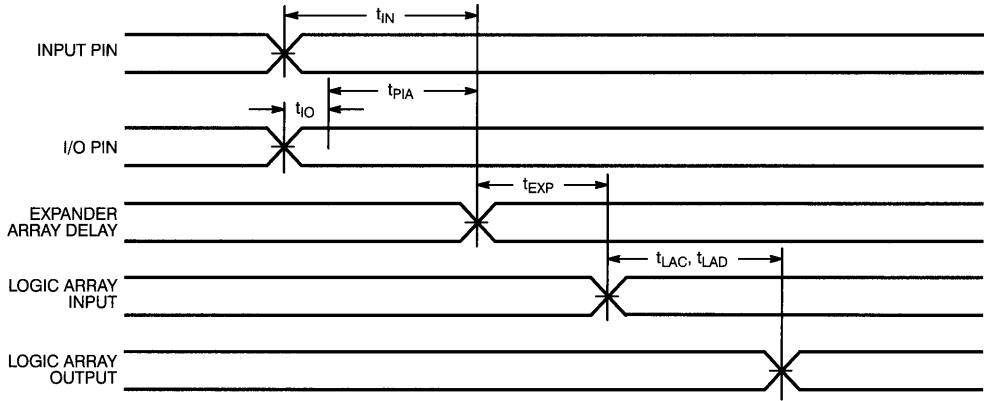 t_IN
INPUT PIN
t_PIA
t_IO
I/O PIN
t_EXP
EXPANDER
ARRAY DELAY
t_LAC, t_LAD
LOGIC ARRAY
INPUT
LOGIC ARRAY
OUTPUT